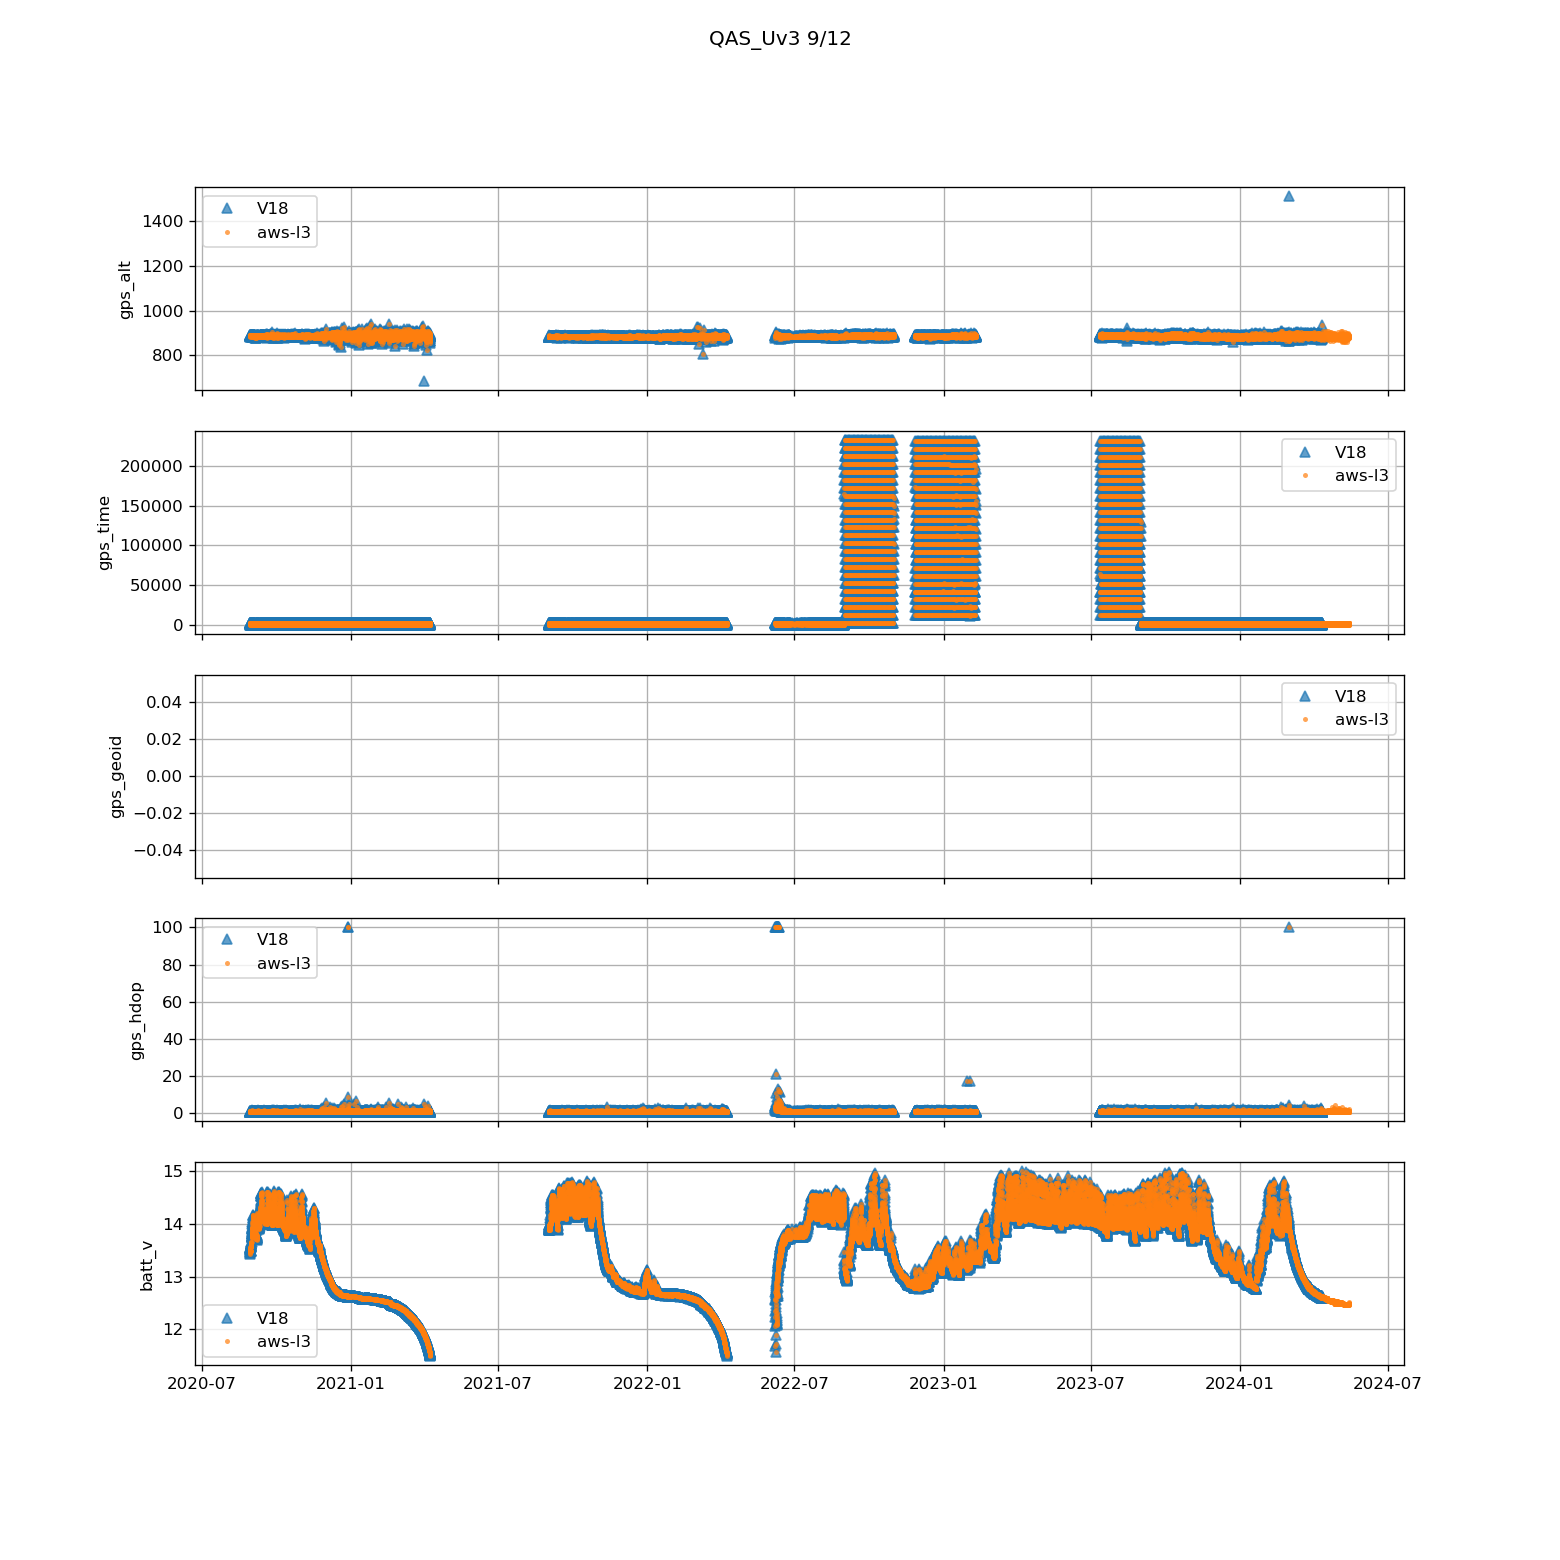 QAS_Uv3 9/12
gps_alt
1400
1200
1000
800
V18
aws-l3
gps_time
200000
150000
100000
50000
0
V18
aws-l3
gps_geoid
0.04
0.02
0.00
−0.02
−0.04
V18
aws-l3
gps_hdop
100
80
60
40
20
0
V18
aws-l3
batt_v
15
14
13
12
V18
aws-l3
2020-07 2021-01 2021-07 2022-01 2022-07 2023-01 2023-07 2024-01 2024-07